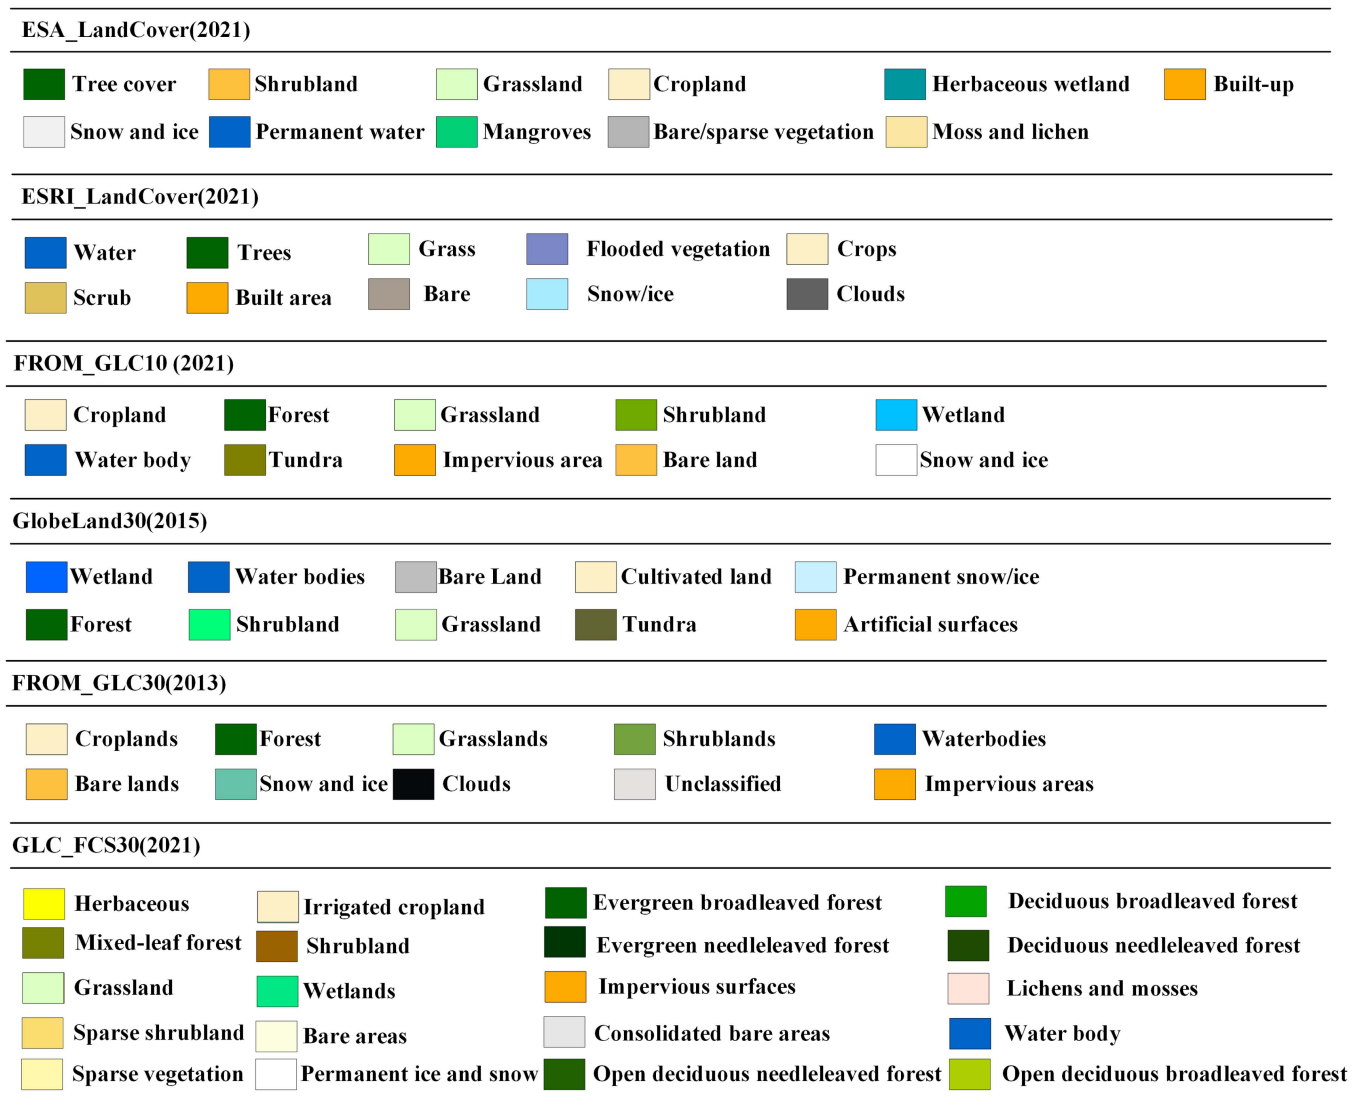 ESA_LandCover(2021)
Tree cover Shrubland Grassland Cropland Herbaceous wetland Built-up
Snow and ice Permanent water Mangroves Bare/sparse vegetation Moss and lichen
ESRI_LandCover(2021)
Water Trees Grass Flooded vegetation Crops
Scrub Built area Bare Snow/ice Clouds
FROM_GLC10 (2021)
Cropland Forest Grassland Shrubland Wetland
Water body Tundra Impervious area Bare land Snow and ice
GlobeLand30(2015)
Wetland Water bodies Bare Land Cultivated land Permanent snow/ice
Forest Shrubland Grassland Tundra Artificial surfaces
FROM_GLC30(2013)
Croplands Forest Grasslands Shrublands Waterbodies
Bare lands Snow and ice Clouds Unclassified Impervious areas
GLC_FCS30(2021)
Herbaceous Irrigated cropland Evergreen broadleaved forest Deciduous broadleaved forest
Mixed-leaf forest Shrubland Evergreen needleleaved forest Deciduous needleleaved forest
Grassland Wetlands Impervious surfaces Lichens and mosses
Sparse shrubland Bare areas Consolidated bare areas Water body
Sparse vegetation Permanent ice and snow Open deciduous needleleaved forest Open deciduous broadleaved forest